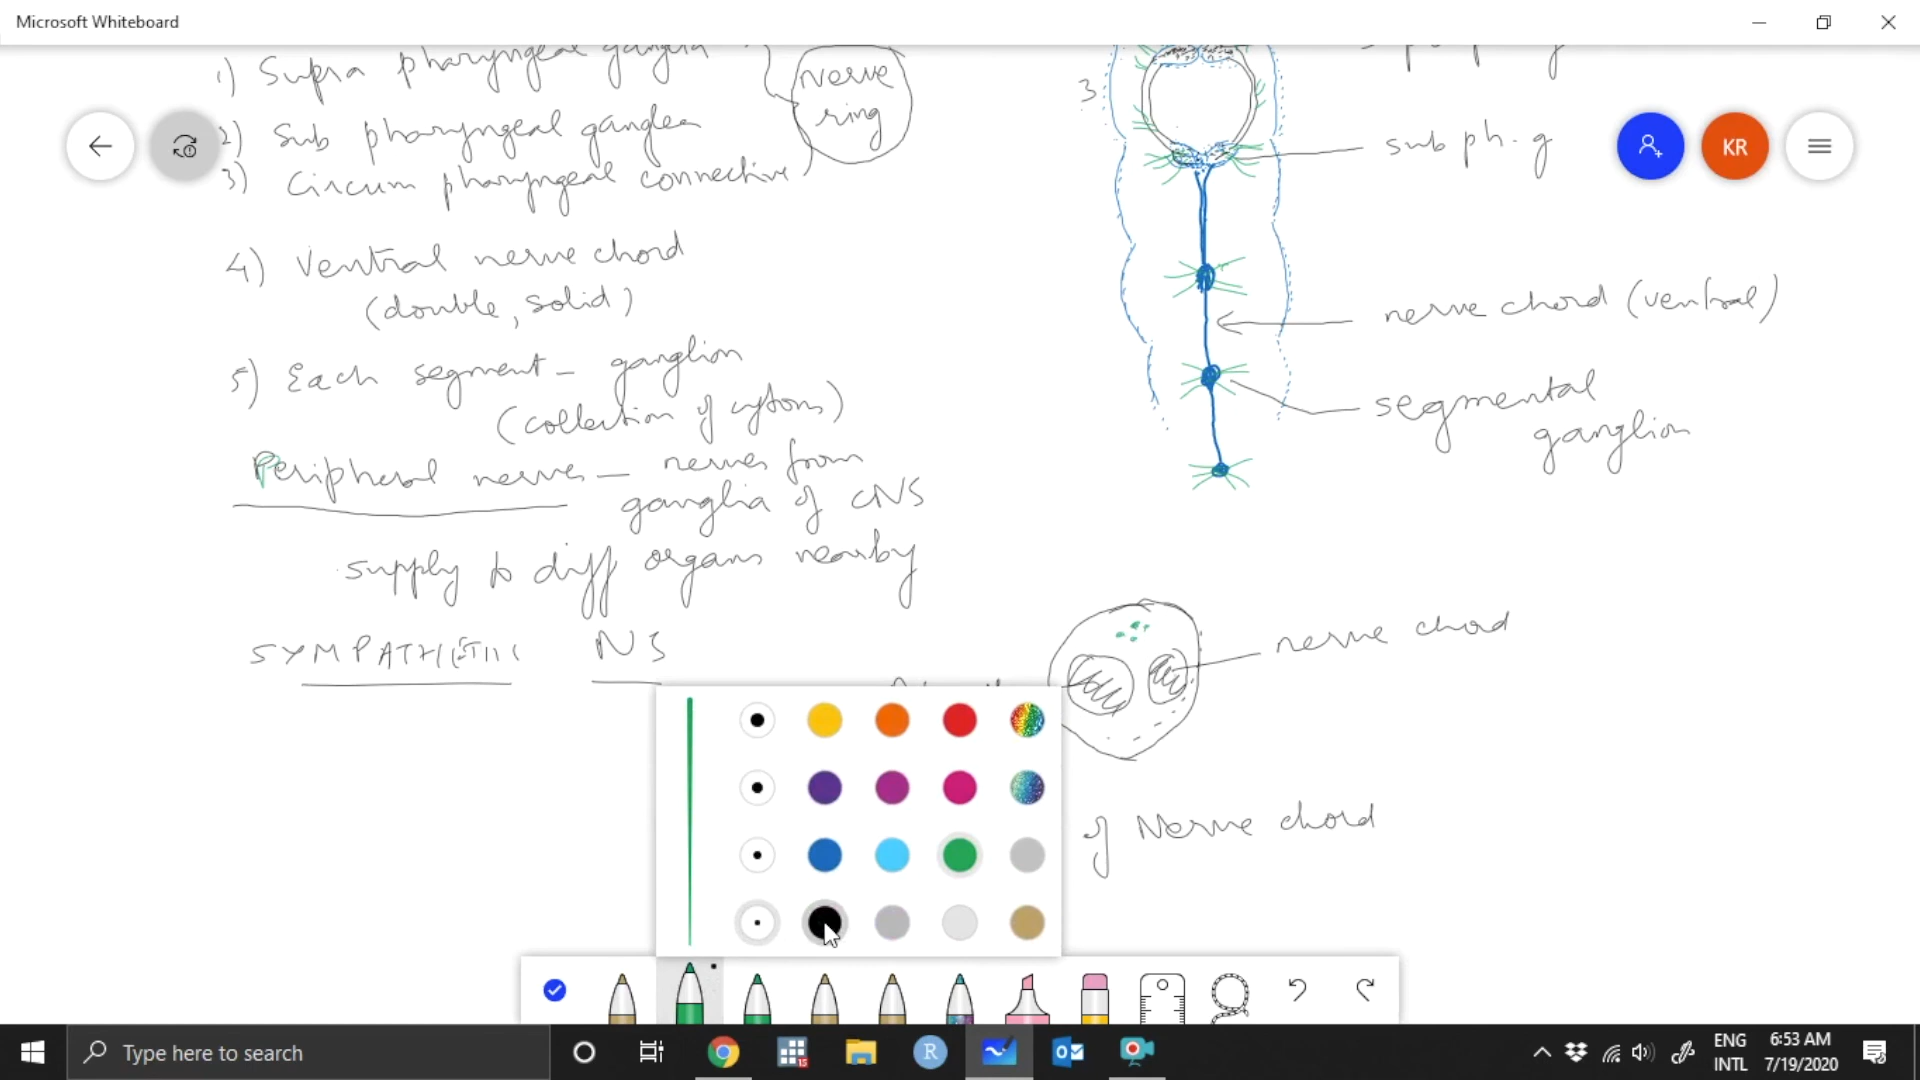 Microsoft Whiteboard
1) Supra pharyngeal ganglia
nerve
ring
2) Sub pharyngeal ganglea
3) Circum pharyngeal connective
3
sub ph. g
KR
4) Ventral nerve chord
(double, solid)
nerve chord (ventral)
5) Each segment - ganglion
(collection of cytons)
segmental
ganglion
Peripheral nerves - nerves from
ganglia of CNS
supply to diff organs nearby
SYMPATHETIC NS
nerve chord
of Nerve chord
Type here to search
15
R
ENG
INTL
6:53 AM
7/19/2020